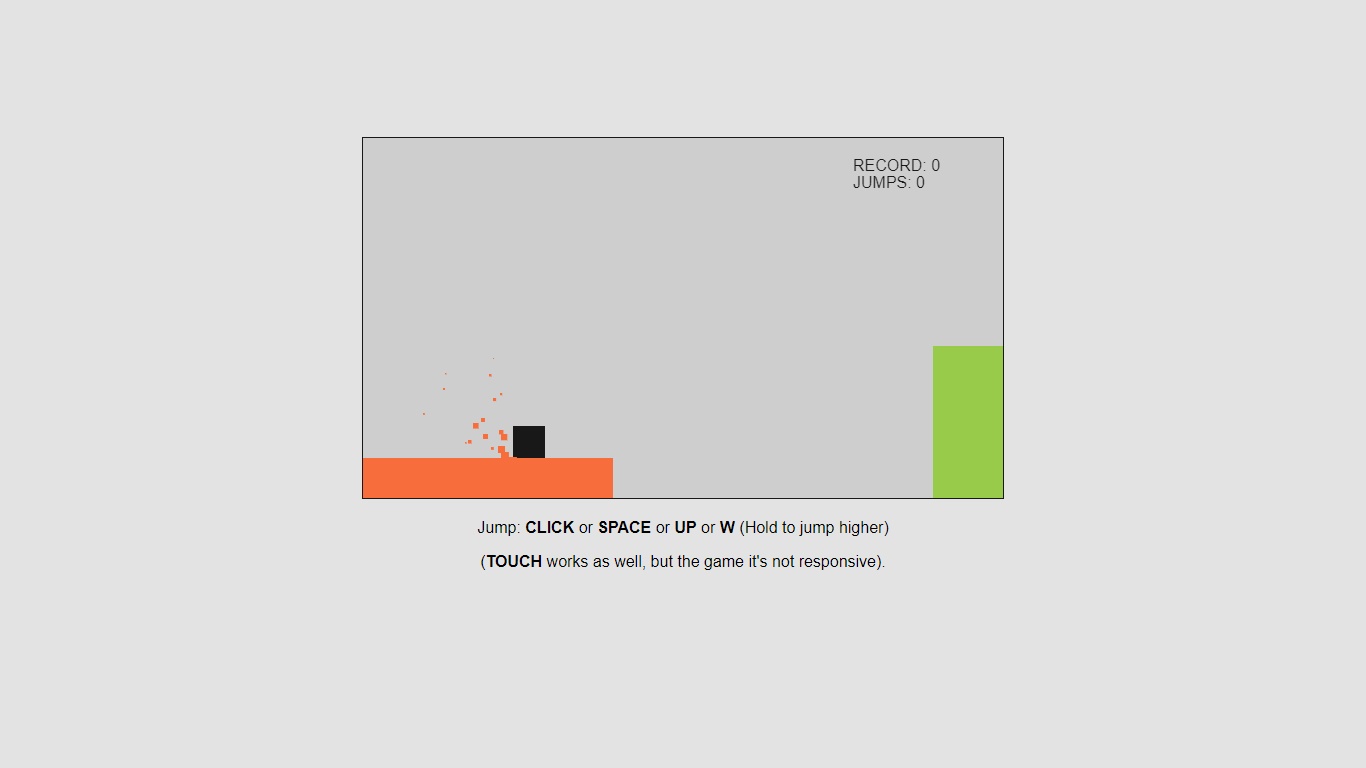 RECORD: 0
JUMPS: 0
Jump: CLICK or SPACE or UP or W (Hold to jump higher)
(TOUCH works as well, but the game it's not responsive).